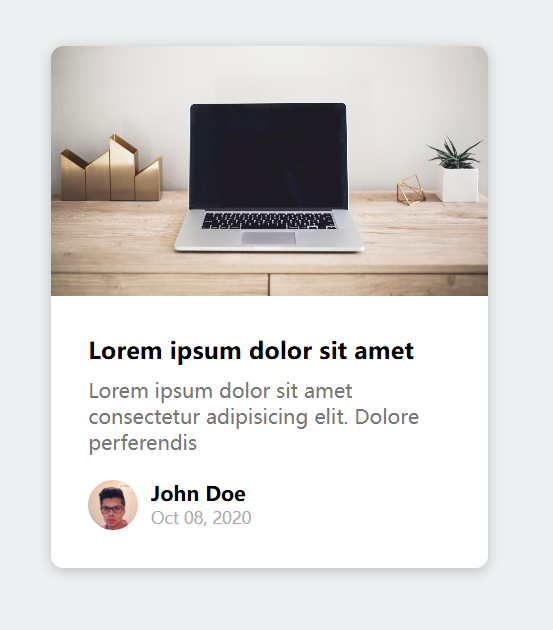 Lorem ipsum dolor sit amet
Lorem ipsum dolor sit amet
consectetur adipisicing elit. Dolore
perferendis
John Doe
Oct 08, 2020